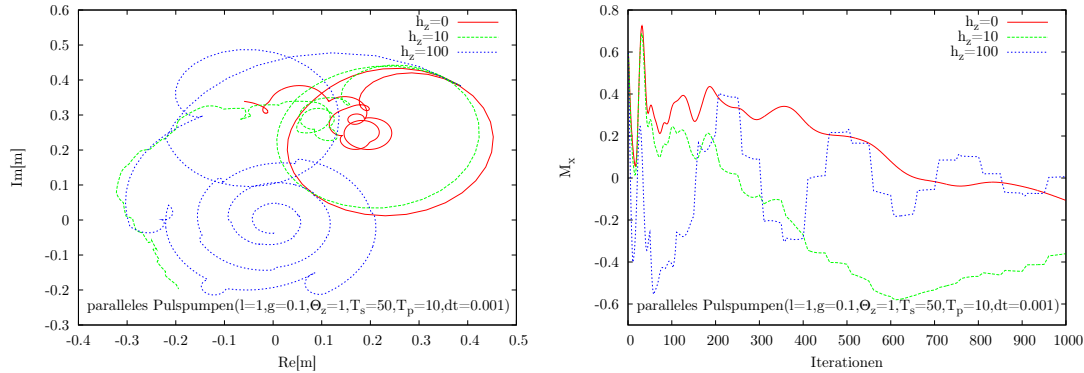 0.5
0.4
0.3
0.2
0.1
0
-0.1
-0.2
-0.3
Im[m]
-0.4 -0.3 -0.2 -0.1 0 0.1 0.2 0.3 0.4 0.5
Re[m]
h_z=0
h_z=10
h_z=100
paralleles Pulspumpen(l=1,g=0.1,Θ_z=1,T_s=50,T_p=10,dt=0.001)
0.8
0.6
0.4
0.2
0
-0.2
-0.4
-0.6
M_x
0 100 200 300 400 500 600 700 800 900 1000
Iterationen
h_z=0
h_z=10
h_z=100
paralleles Pulspumpen(l=1,g=0.1,Θ_z=1,T_s=50,T_p=10,dt=0.001)